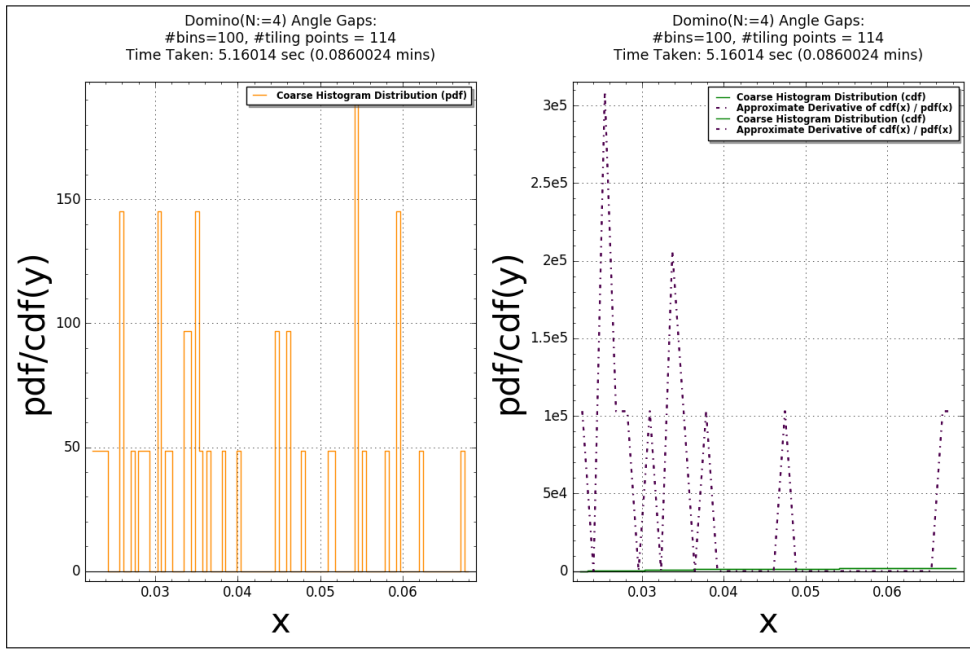 Domino(N:=4) Angle Gaps:
#bins=100, #tiling points = 114
Time Taken: 5.16014 sec (0.0860024 mins)
Coarse Histogram Distribution (pdf)
150
100
50
0
0.03 0.04 0.05 0.06
pdf/cdf(y)
x
Domino(N:=4) Angle Gaps:
#bins=100, #tiling points = 114
Time Taken: 5.16014 sec (0.0860024 mins)
Coarse Histogram Distribution (cdf)
Approximate Derivative of cdf(x) / pdf(x)
Coarse Histogram Distribution (cdf)
Approximate Derivative of cdf(x) / pdf(x)
3e5
2.5e5
2e5
1.5e5
1e5
5e4
0
0.03 0.04 0.05 0.06
pdf/cdf(y)
x